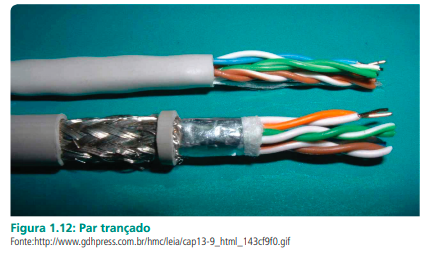 Figura 1.12: Par trançado
Fonte:http://www.gdhpress.com.br/hmc/leia/cap13-9_html_143cf9f0.gif